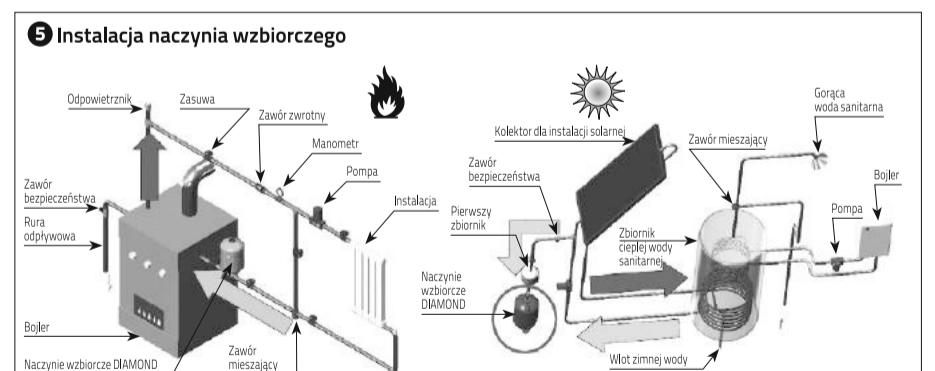 5 Instalacja naczynia wzbiorczego
Odpowietrznik
Zasuwa
Zawór zwrotny
Manometr
Pompa
Instalacja
Zawór
bezpieczeństwa
Rura
odpływowa
Bojler
Naczynie wzbiorcze DIAMOND
Zawór
mieszający
Kolektor dla instalacji solarnej
Zawór
bezpieczeństwa
Pierwszy
zbiornik
Naczynie
wzbiorcze
DIAMOND
Zawór mieszający
Gorąca
woda sanitarna
Bojler
Pompa
Zbiornik
cieplej wody
sanitarnej
Wlot zimnej wody